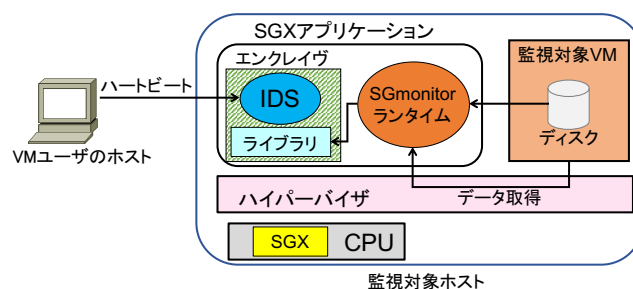 SGXアプリケーション
エンクレイヴ
監視対象VM
ハートビート
IDS
SGmonitor
ランタイム
ライブラリ
ディスク
VMユーザのホスト
ハイパーバイザ
データ取得
SGX
CPU
監視対象ホスト